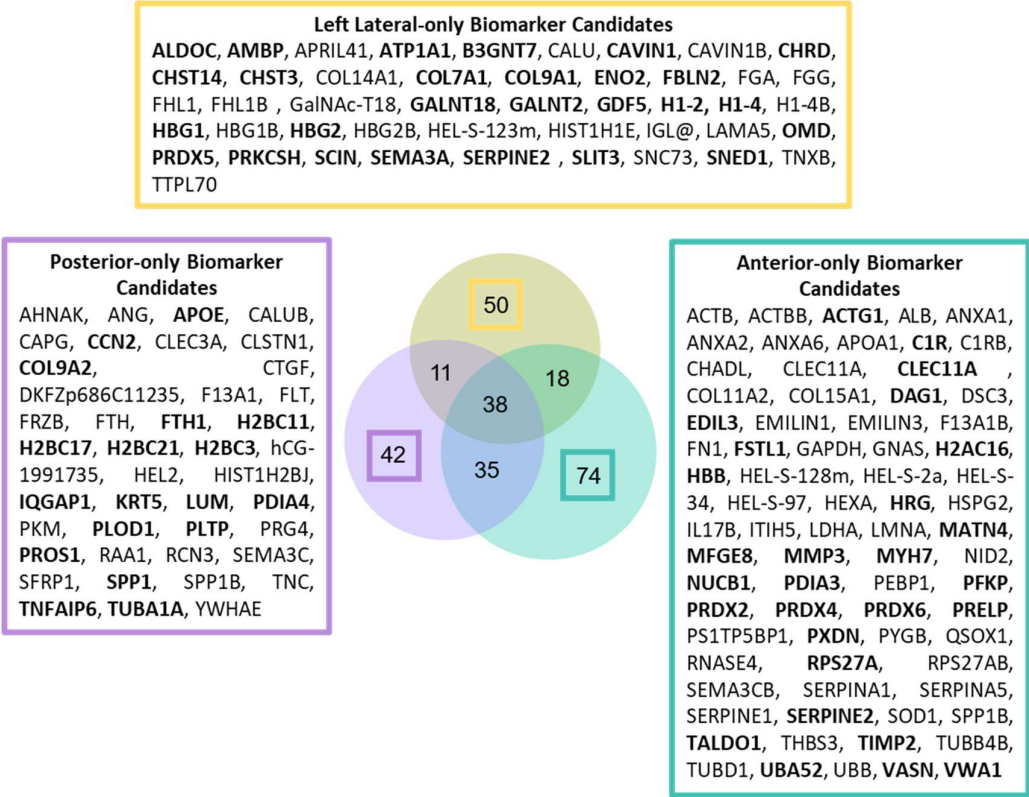 Left Lateral-only Biomarker Candidates
ALDOC, AMBP, APRIL41, ATP1A1, B3GNT7, CALU, CAVIN1, CAVIN1B, CHRD,
CHST14, CHST3, COL14A1, COL7A1, COL9A1, ENO2, FBLN2, FGA, FGG,
FHL1, FHL1B , GalNAc-T18, GALNT18, GALNT2, GDF5, H1-2, H1-4, H1-4B,
HBG1, HBG1B, HBG2, HBG2B, HEL-S-123m, HIST1H1E, IGL@, LAMA5, OMD,
PRDX5, PRKCSH, SCIN, SEMA3A, SERPINE2 , SLIT3, SNC73, SNED1, TNXB,
TTPL70
Posterior-only Biomarker
Candidates
AHNAK, ANG, APOE, CALUB,
CAPG, CCN2, CLEC3A, CLSTN1,
COL9A2, CTGF,
DKFZp686C11235, F13A1, FLT,
FRZB, FTH, FTH1, H2BC11,
H2BC17, H2BC21, H2BC3, hCG-
1991735, HEL2, HIST1H2BJ,
IQGAP1, KRT5, LUM, PDIA4,
PKM, PLOD1, PLTP, PRG4,
PROS1, RAA1, RCN3, SEMA3C,
SFRP1, SPP1, SPP1B, TNC,
TNFAIP6, TUBA1A, YWHAE
50
11
18
38
42
35
74
Anterior-only Biomarker
Candidates
ACTB, ACTBB, ACTG1, ALB, ANXA1,
ANXA2, ANXA6, APOA1, C1R, C1RB,
CHADL, CLEC11A, CLEC11A ,
COL11A2, COL15A1, DAG1, DSC3,
EDIL3, EMILIN1, EMILIN3, F13A1B,
FN1, FSTL1, GAPDH, GNAS, H2AC16,
HBB, HEL-S-128m, HEL-S-2a, HEL-S-
34, HEL-S-97, HEXA, HRG, HSPG2,
IL17B, ITIH5, LDHA, LMNA, MATN4,
MFGE8, MMP3, MYH7, NID2,
NUCB1, PDIA3, PEBP1, PFKP,
PRDX2, PRDX4, PRDX6, PRELP,
PS1TP5BP1, PXDN, PYGB, QSOX1,
RNASE4, RPS27A, RPS27AB,
SEMA3CB, SERPINA1, SERPINA5,
SERPINE1, SERPINE2, SOD1, SPP1B,
TALDO1, THBS3, TIMP2, TUBB4B,
TUBD1, UBA52, UBB, VASN, VWA1